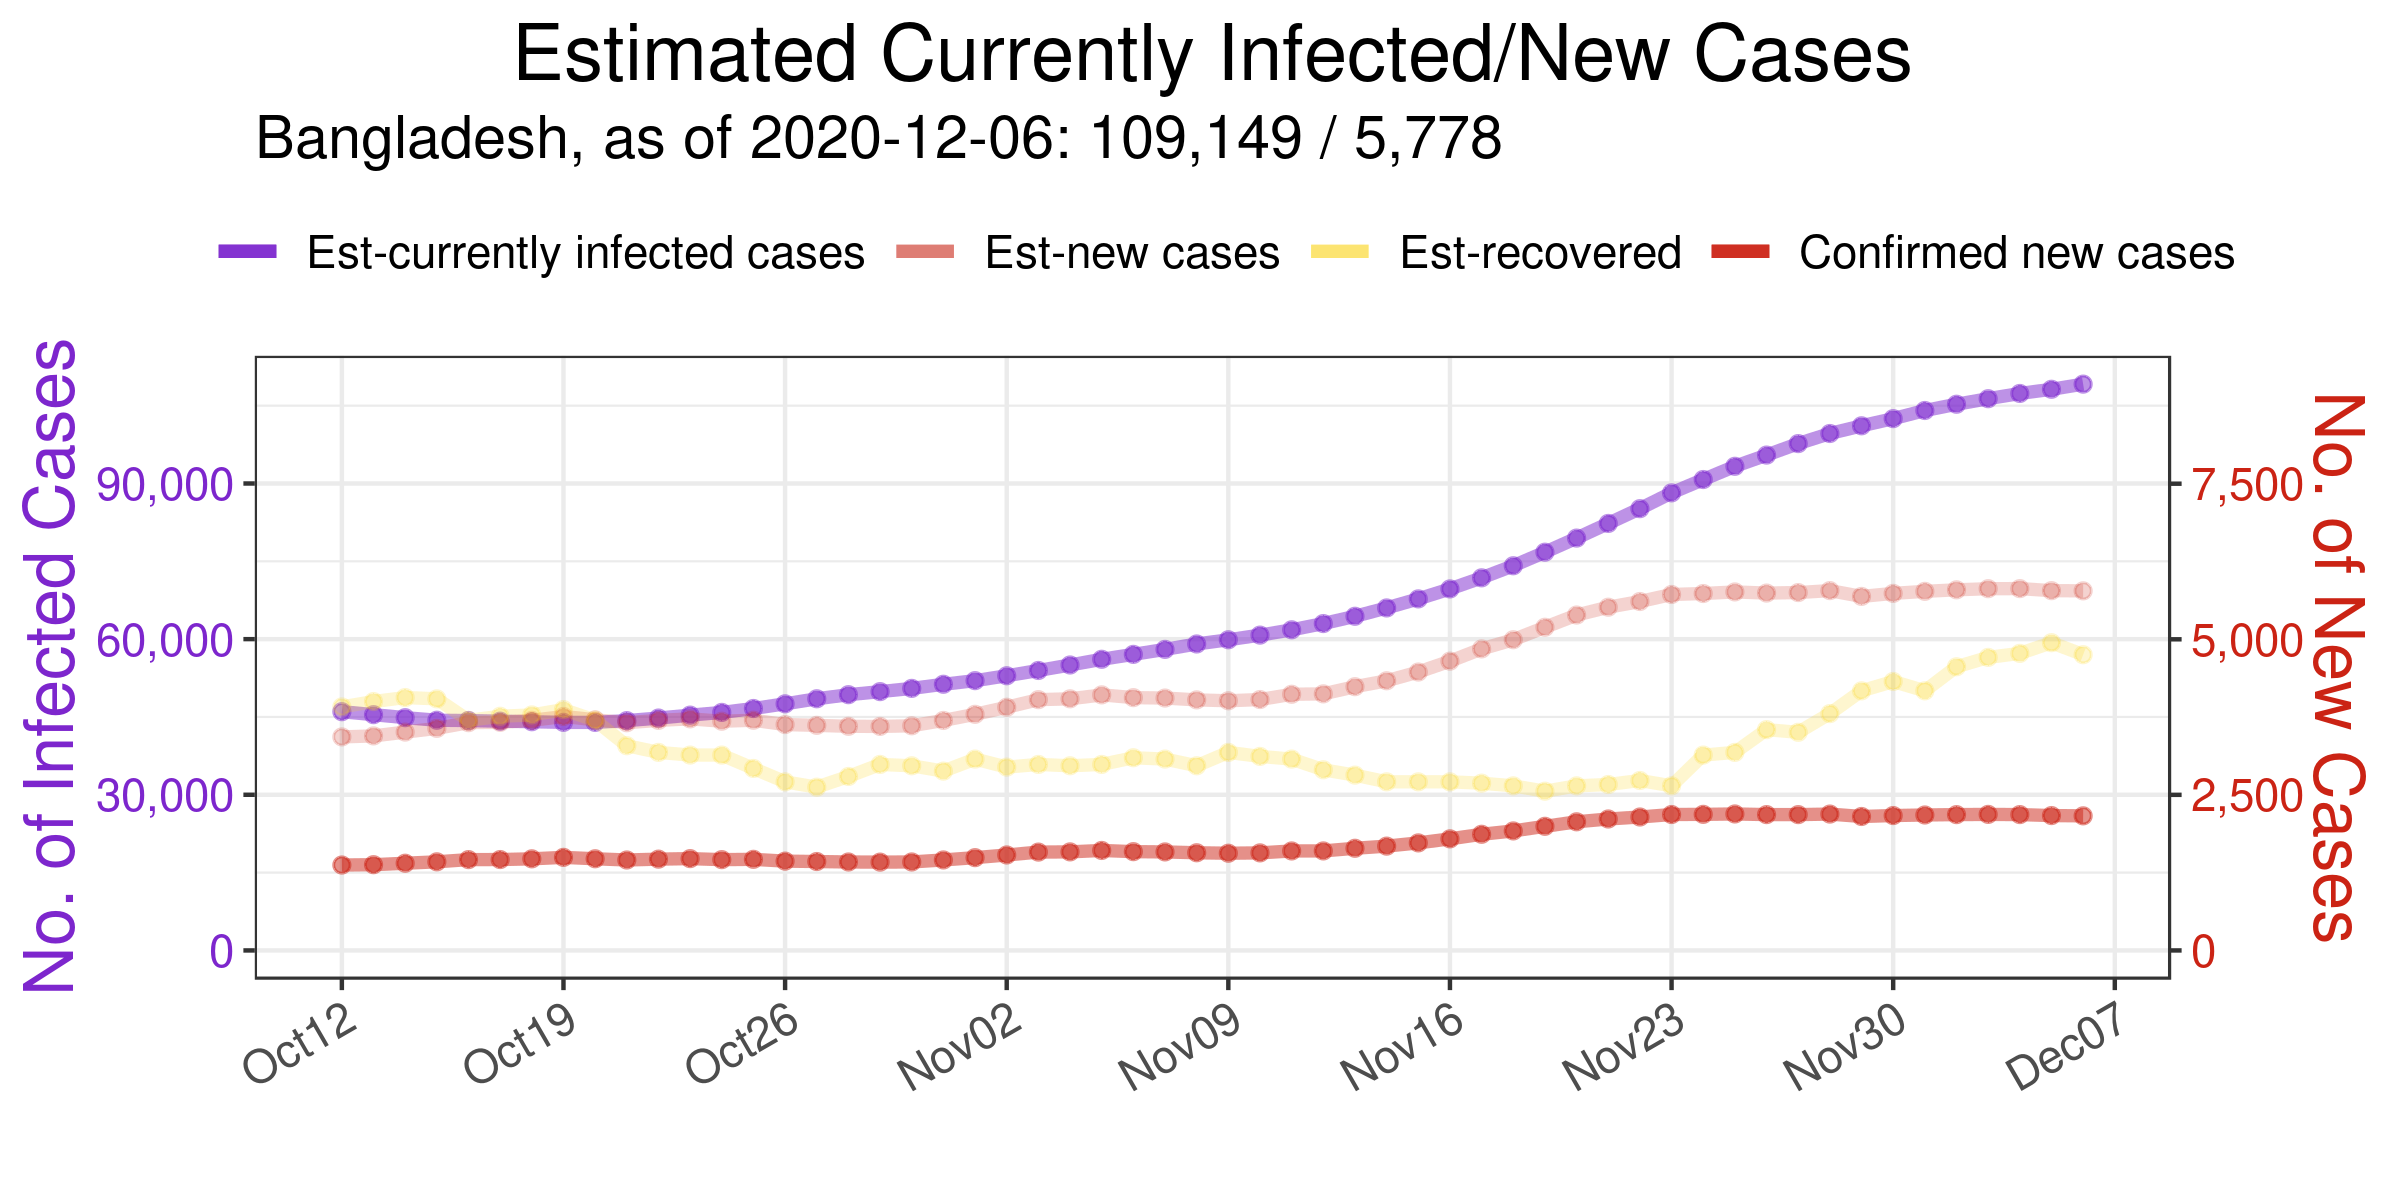 Estimated Currently Infected/New Cases
Bangladesh, as of 2020-12-06: 109,149 / 5,778
Est-currently infected cases Est-new cases Est-recovered Confirmed new cases
No. of Infected Cases
90,000
60,000
30,000
0
7,500
5,000
2,500
0
No. of New Cases
Oct12 Oct19 Oct26 Nov02 Nov09 Nov16 Nov23 Nov30 Dec07